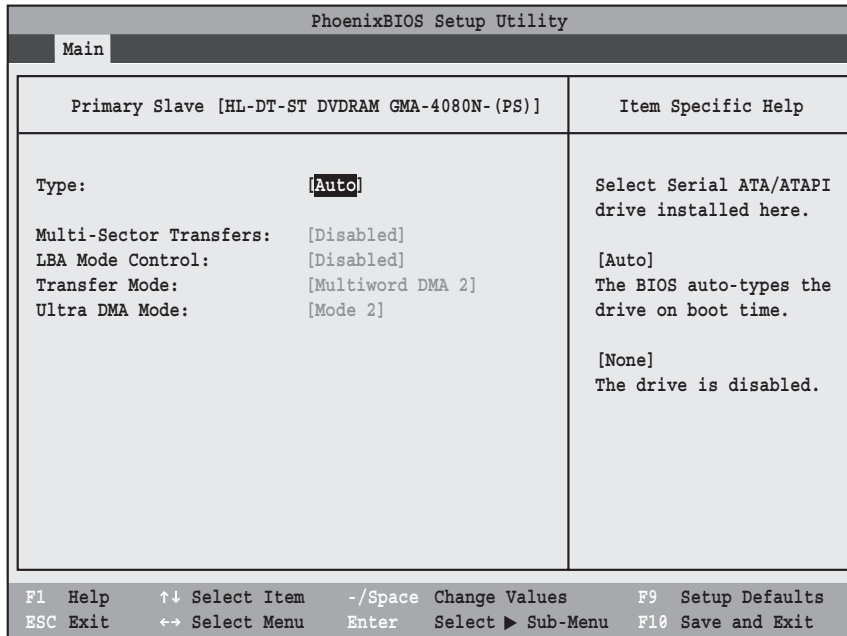 PhoenixBIOS Setup Utility
Main
Primary Slave [HL-DT-ST DVDRAM GMA-4080N-(PS)]
Item Specific Help
Type: [Auto]
Multi-Sector Transfers: [Disabled]
LBA Mode Control: [Disabled]
Transfer Mode: [Multiword DMA 2]
Ultra DMA Mode: [Mode 2]
Select Serial ATA/ATAPI
drive installed here.
[Auto]
The BIOS auto-types the
drive on boot time.
[None]
The drive is disabled.
F1 Help ↑↓ Select Item -/Space Change Values F9 Setup Defaults
ESC Exit ←→ Select Menu Enter Select ▶ Sub-Menu F10 Save and Exit